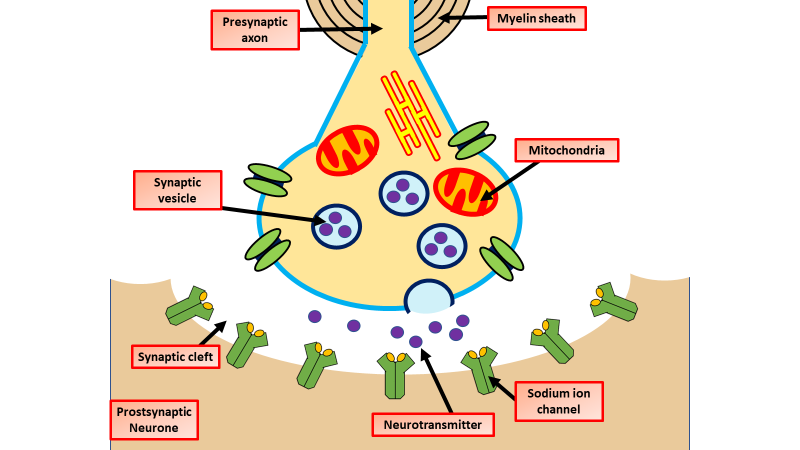 Presynaptic
axon
Myelin sheath
Mitochondria
Synaptic
vesicle
Synaptic cleft
Sodium ion
channel
Prostsynaptic
Neurone
Neurotransmitter